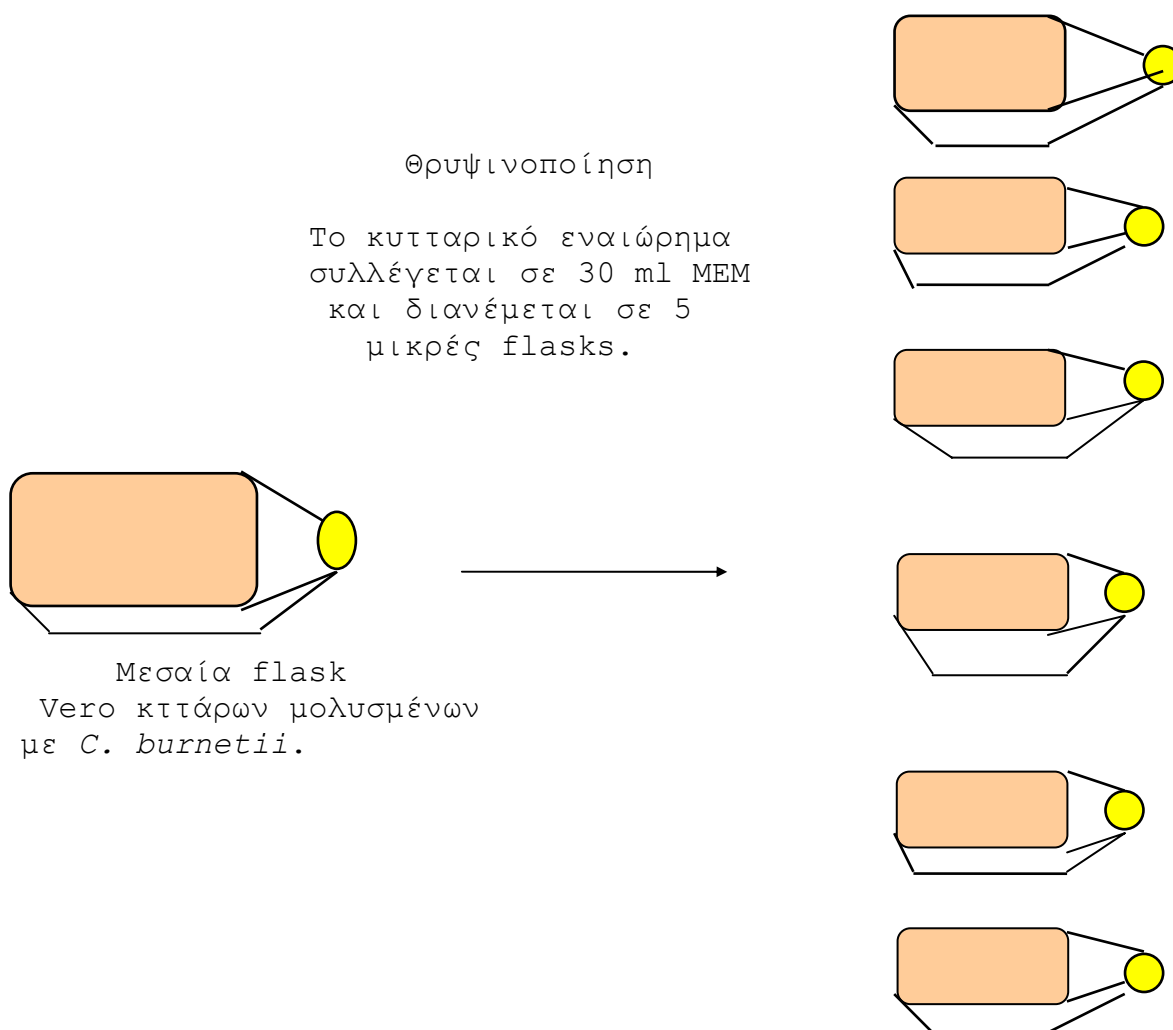 Θρυψινοποίηση
Το κυτταρικό εναιώρημα
συλλέγεται σε 30 ml MEM
και διανέμεται σε 5
μικρές flasks.
Μεσαία flask
Vero κττάρων μολυσμένων
με C. burnetii.